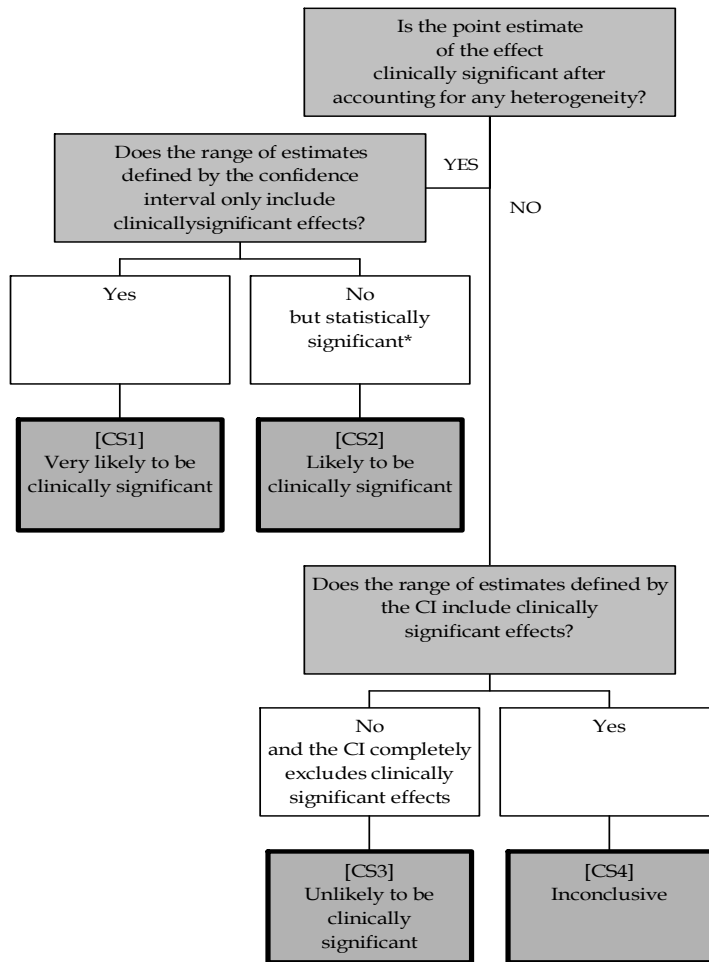 Is the point estimate
of the effect
clinically significant after
accounting for any heterogeneity?
Does the range of estimates
defined by the confidence
interval only include
clinicallysignificant effects?
YES
NO
Yes
No
but statistically
significant*
[CS1]
Very likely to be
clinically significant
[CS2]
Likely to be
clinically significant
Does the range of estimates defined by
the CI include clinically
significant effects?
No
and the CI completely
excludes clinically
significant effects
Yes
[CS3]
Unlikely to be
clinically
significant
[CS4]
Inconclusive